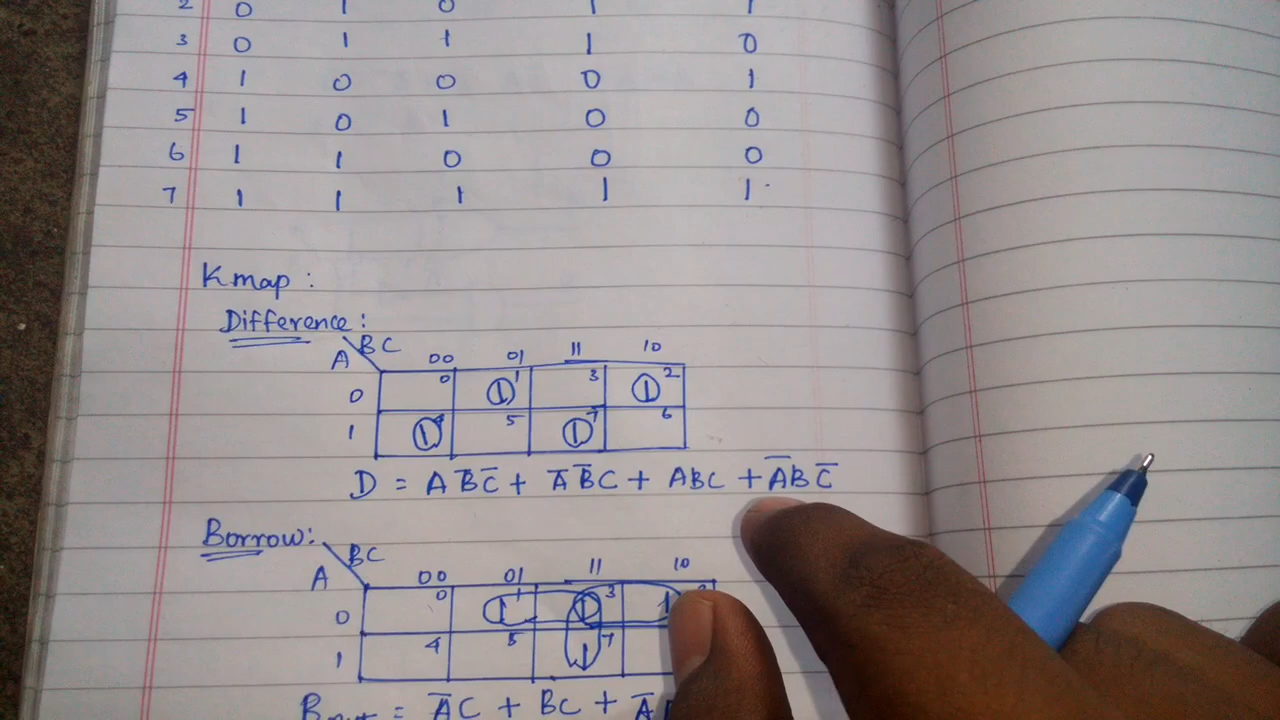 2 0 1 0 1 1
3 0 1 1 1 0
4 1 0 0 0 1
5 1 0 1 0 0
6 1 1 0 0 0
7 1 1 1 1 1
Kmap :
Difference :
A BC 00 01 11 10
0 0 1 1 3 1 2
1 1 4 5 1 7 6
D = AB̅C̅ + A̅B̅C + ABC + A̅BC̅
Borrow :
A BC 00 01 11 10
0 0 1 1 1 3 1
1 4 5 1 7
= A̅C + BC + A̅